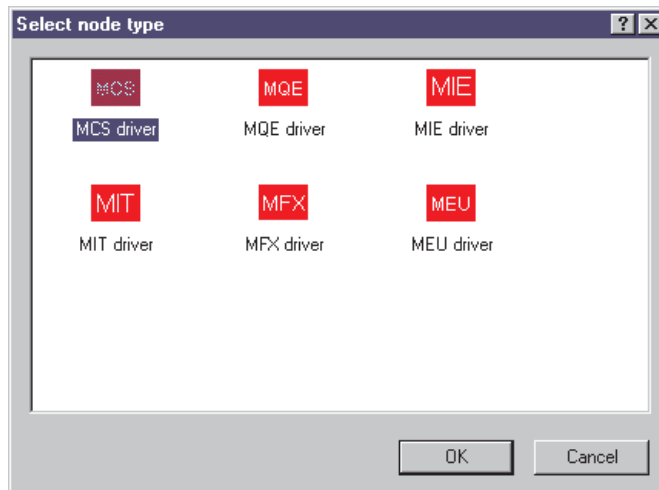 Select node type
MCS MQE MIE
MCS driver MQE driver MIE driver
MIT MFX MEU
MIT driver MFX driver MEU driver
OK Cancel